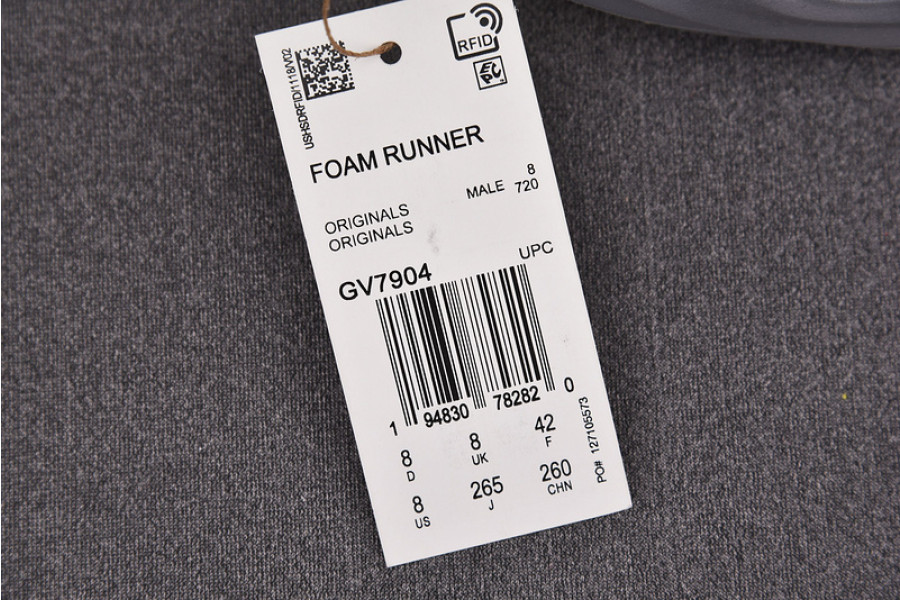 USHSDRFID/1118/V02
RFID
EPC
FOAM RUNNER
MALE 8
720
ORIGINALS
ORIGINALS
UPC
GV7904
1 94830 78282 0
8 8 42
D UK F
8 265 260
US J CHN
PO# 127105573